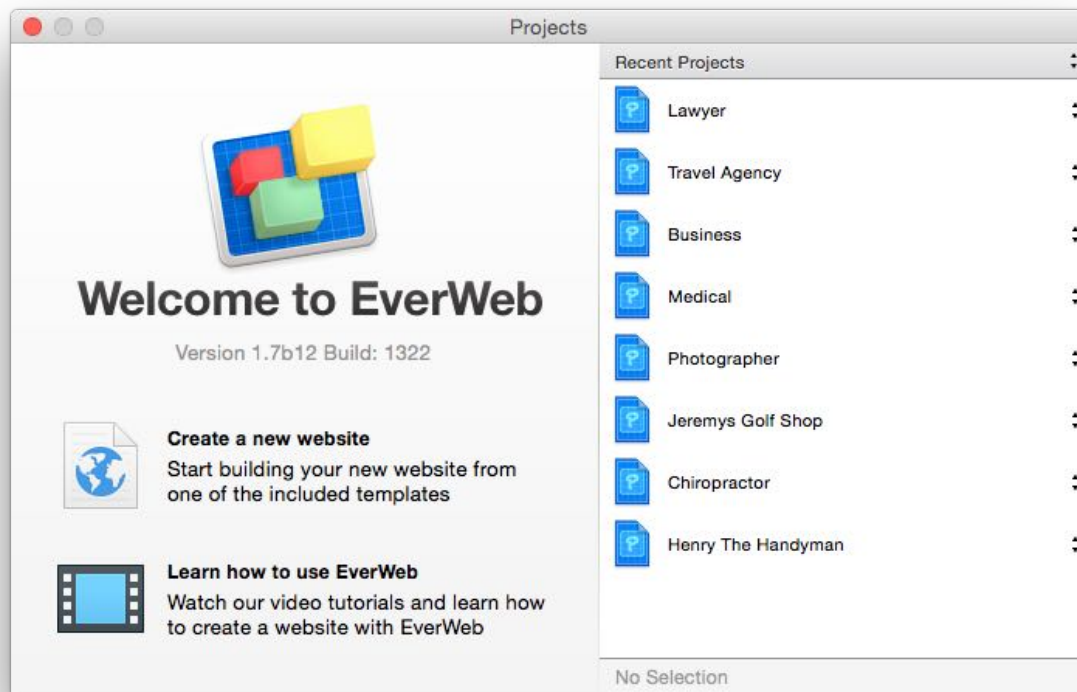 Projects
Welcome to EverWeb
Version 1.7b12 Build: 1322
Create a new website
Start building your new website from
one of the included templates
Learn how to use EverWeb
Watch our video tutorials and learn how
to create a website with EverWeb
Recent Projects
Lawyer
Travel Agency
Business
Medical
Photographer
Jeremys Golf Shop
Chiropractor
Henry The Handyman
No Selection